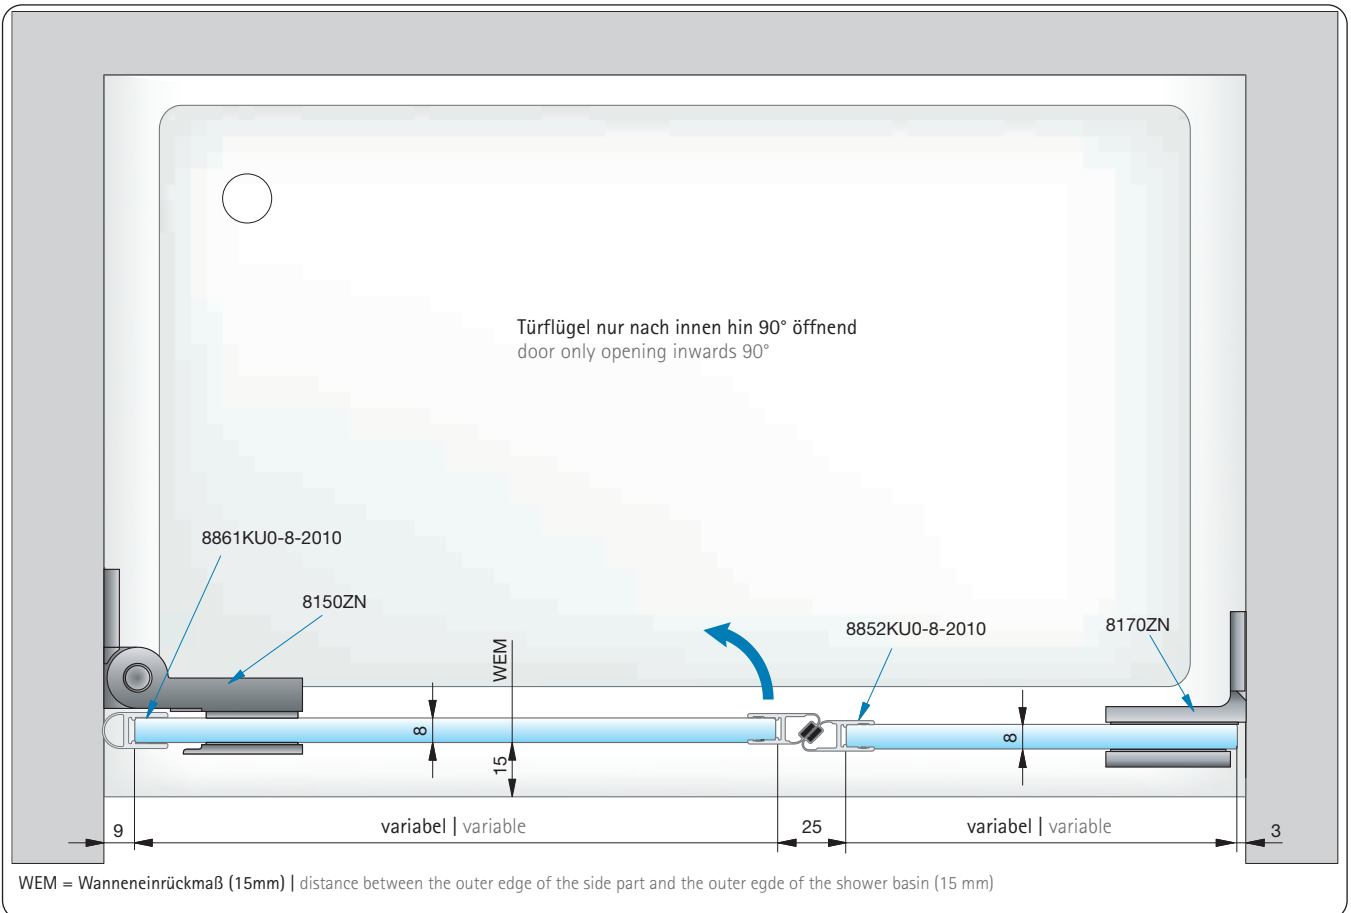 Türflügel nur nach innen hin 90° öffnend
door only opening inwards 90°
8861KU0-8-2010
8150ZN
WEM
8852KU0-8-2010
8170ZN
8
15
8
9
variabel | variable
25
variabel | variable
3
WEM = Wanneneinrückmaß (15mm) | distance between the outer edge of the side part and the outer egde of the shower basin (15 mm)